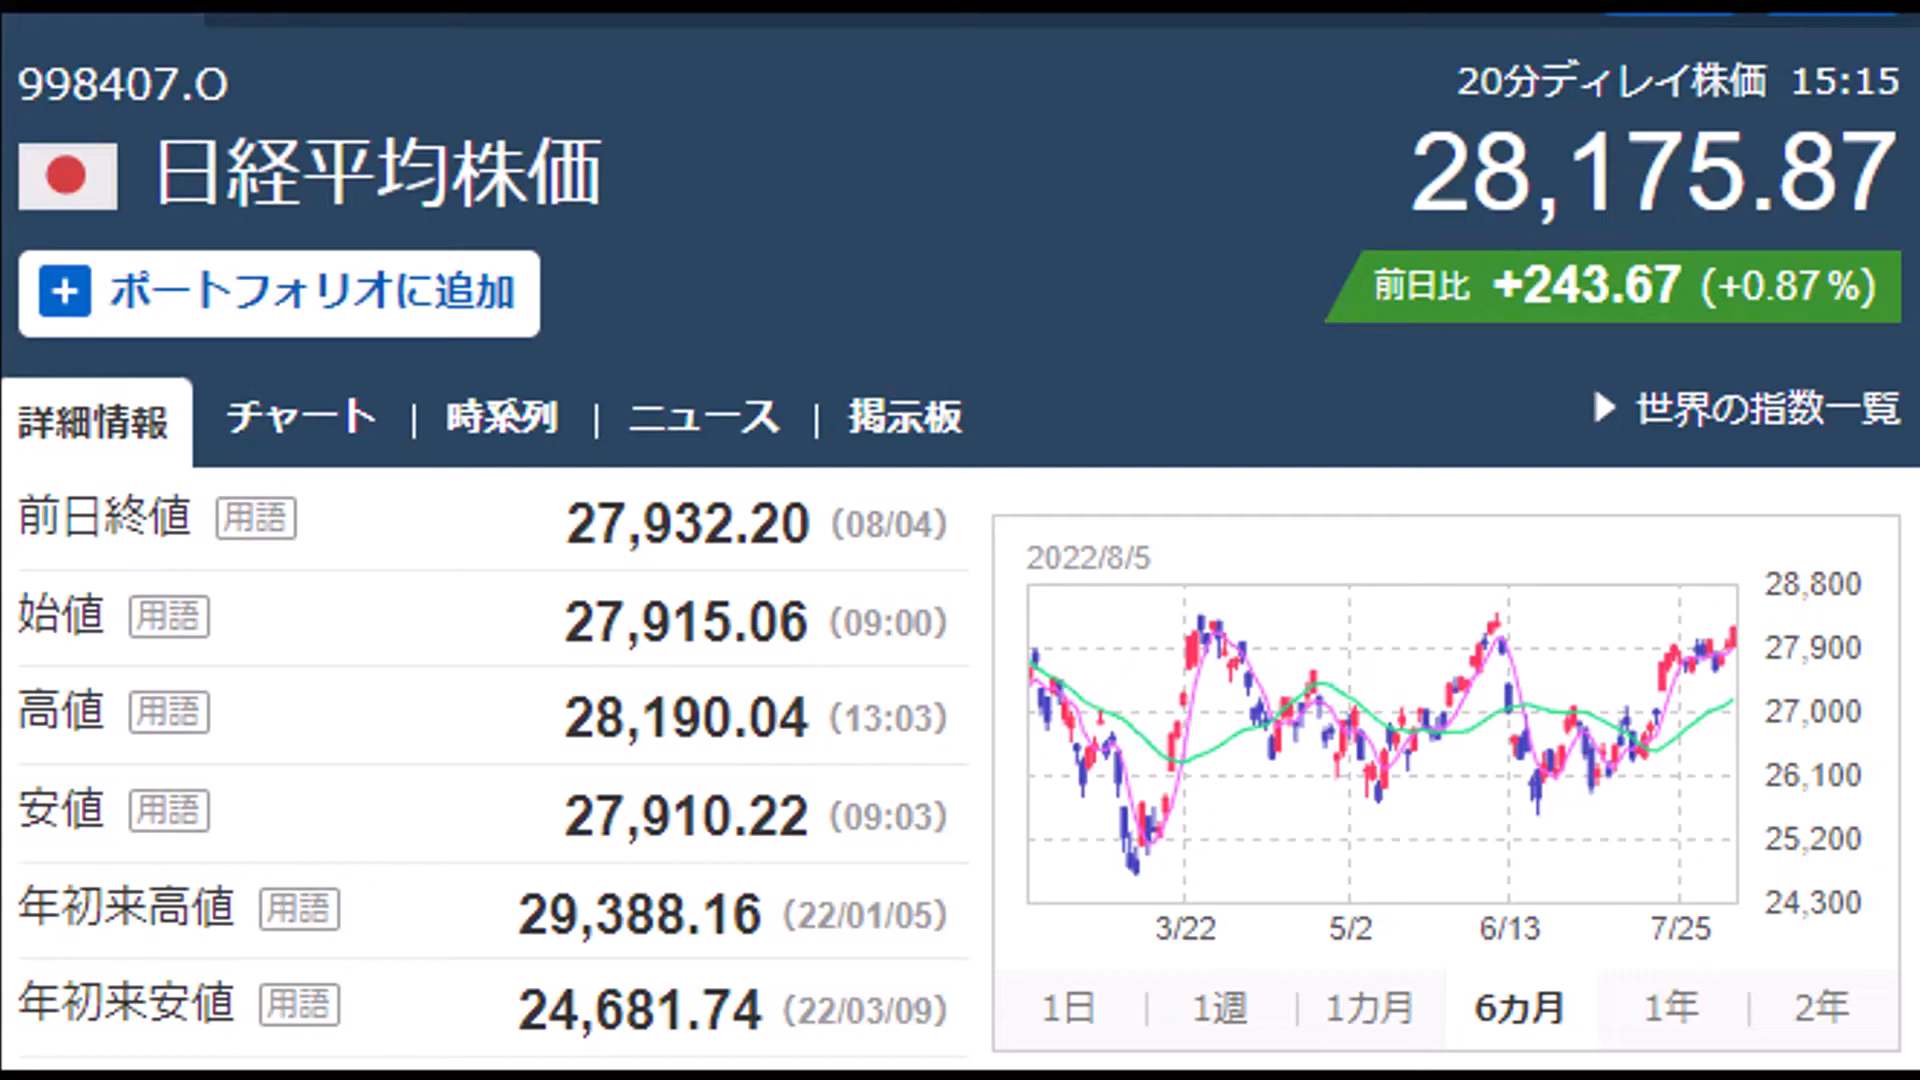 998407.O
20分ディレイ株価 15:15
日経平均株価
28,175.87
+ ポートフォリオに追加
前日比 +243.67 (+0.87%)
詳細情報 チャート | 時系列 | ニュース | 掲示板
世界の指数一覧
前日終値 用語 27,932.20 (08/04)
始値 用語 27,915.06 (09:00)
高値 用語 28,190.04 (13:03)
安値 用語 27,910.22 (09:03)
年初来高値 用語 29,388.16 (22/01/05)
年初来安値 用語 24,681.74 (22/03/09)
2022/8/5
28,800
27,900
27,000
26,100
25,200
24,300
3/22 5/2 6/13 7/25
1日 | 1週 | 1カ月 6カ月 1年 | 2年